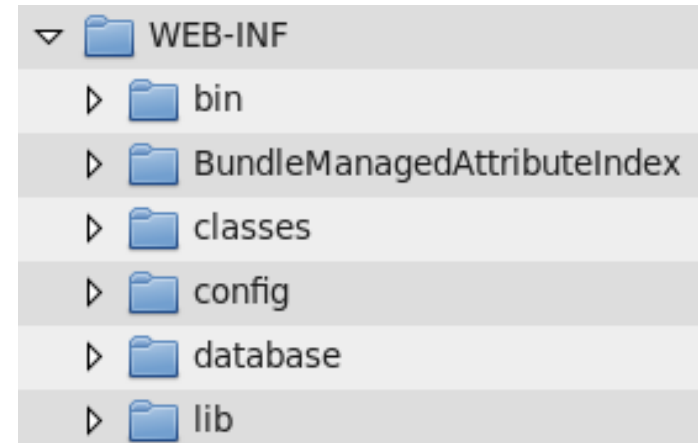 WEB-INF
bin
BundleManagedAttributeIndex
classes
config
database
lib